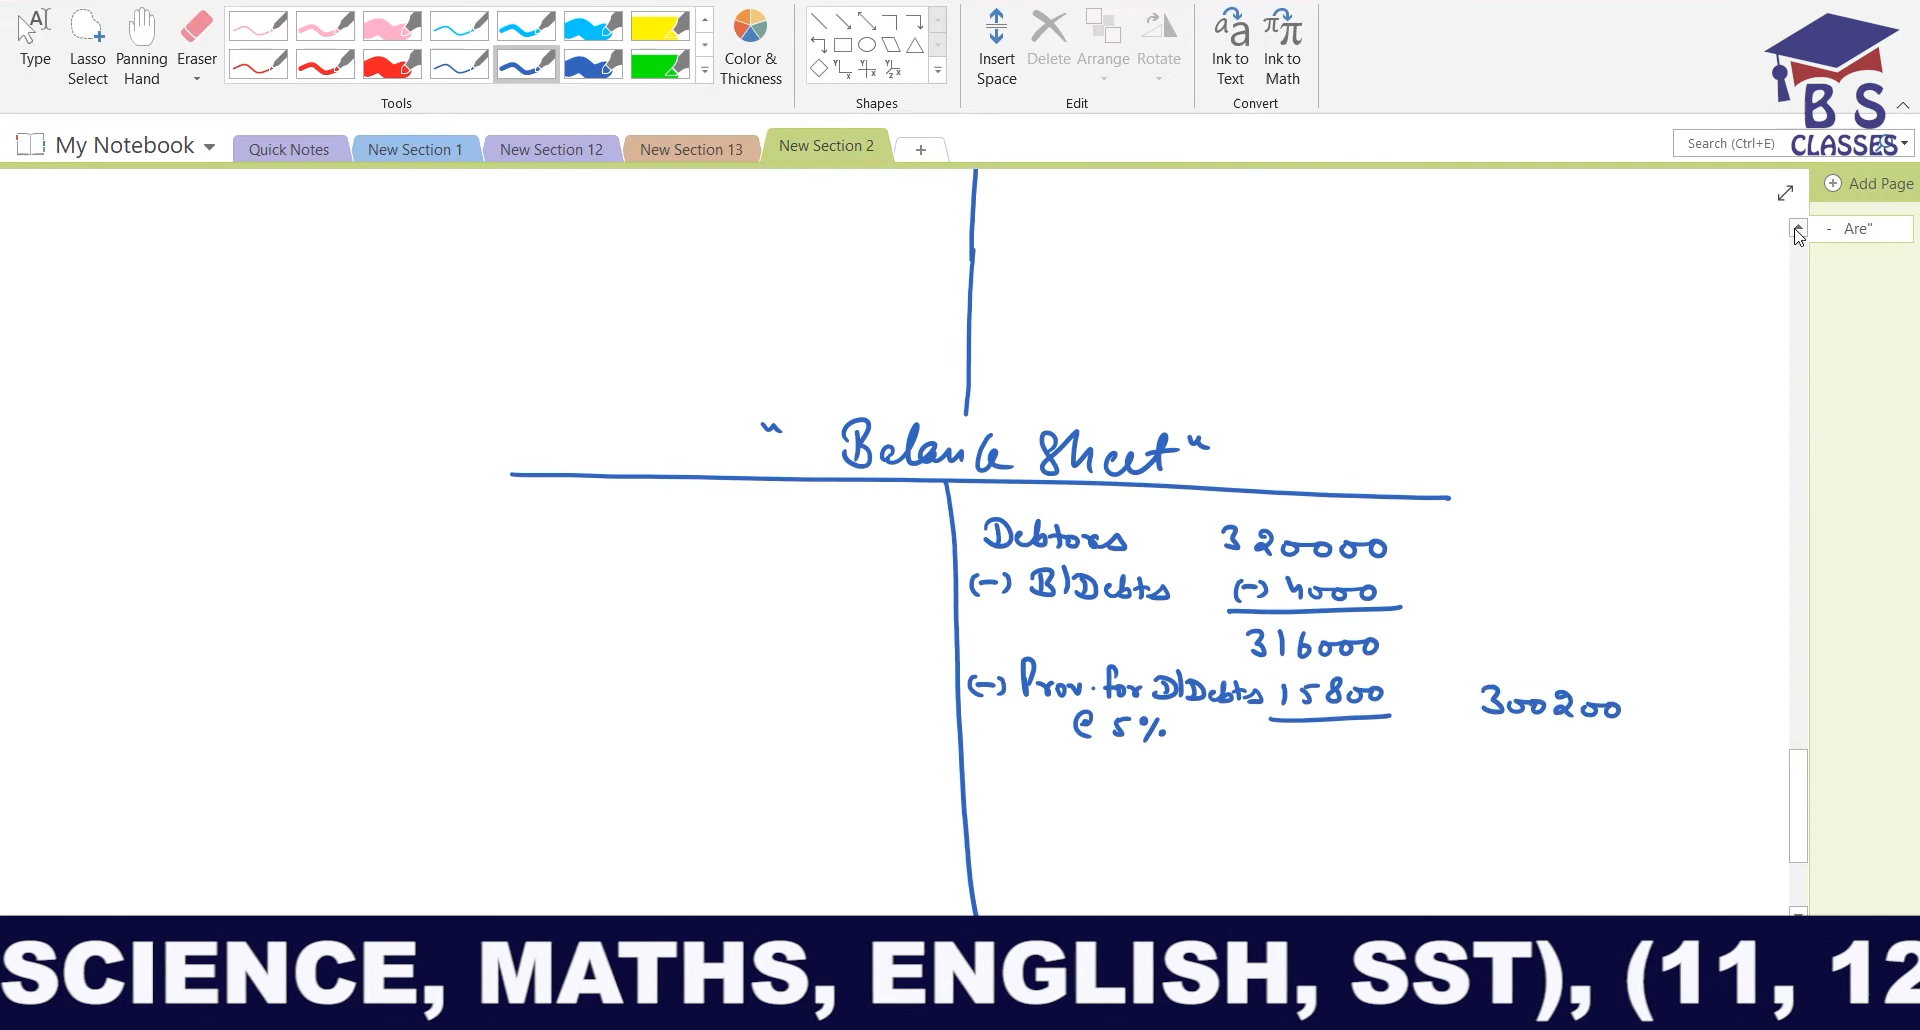 Type
Lasso Select
Panning Hand
Eraser
Color & Thickness
Insert Space
Delete
Arrange
Rotate
Ink to Text
Ink to Math
Tools
Shapes
Edit
Convert
B S
CLASSES
My Notebook
Quick Notes
New Section 1
New Section 12
New Section 13
New Section 2
+
Search (Ctrl+E)
Add Page
- Are"
" Balance Sheet"
Debtors 320000
(-) B/Debts (-) 4000
316000
(-) Prov. for D/Debts 15800 300200
@ 5%
SCIENCE, MATHS, ENGLISH, SST), (11, 12